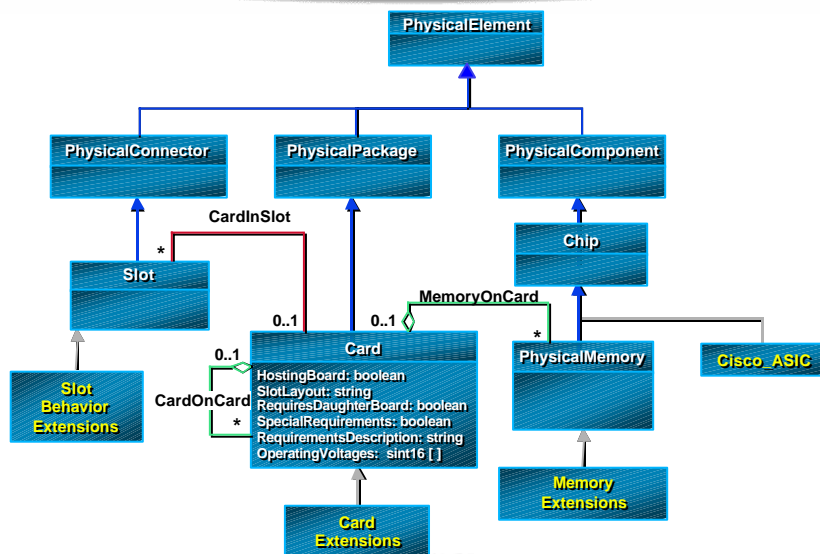 PhysicalElement
PhysicalConnector
PhysicalPackage
PhysicalComponent
CardInSlot
Chip
*
Slot
MemoryOnCard
0..1
0..1
*
Card
0..1
PhysicalMemory
Cisco_ASIC
HostingBoard: boolean
SlotLayout: string
RequiresDaughterBoard: boolean
SpecialRequirements: boolean
RequirementsDescription: string
OperatingVoltages: sint16 [ ]
CardOnCard
*
Slot
Behavior
Extensions
Memory
Extensions
Card
Extensions